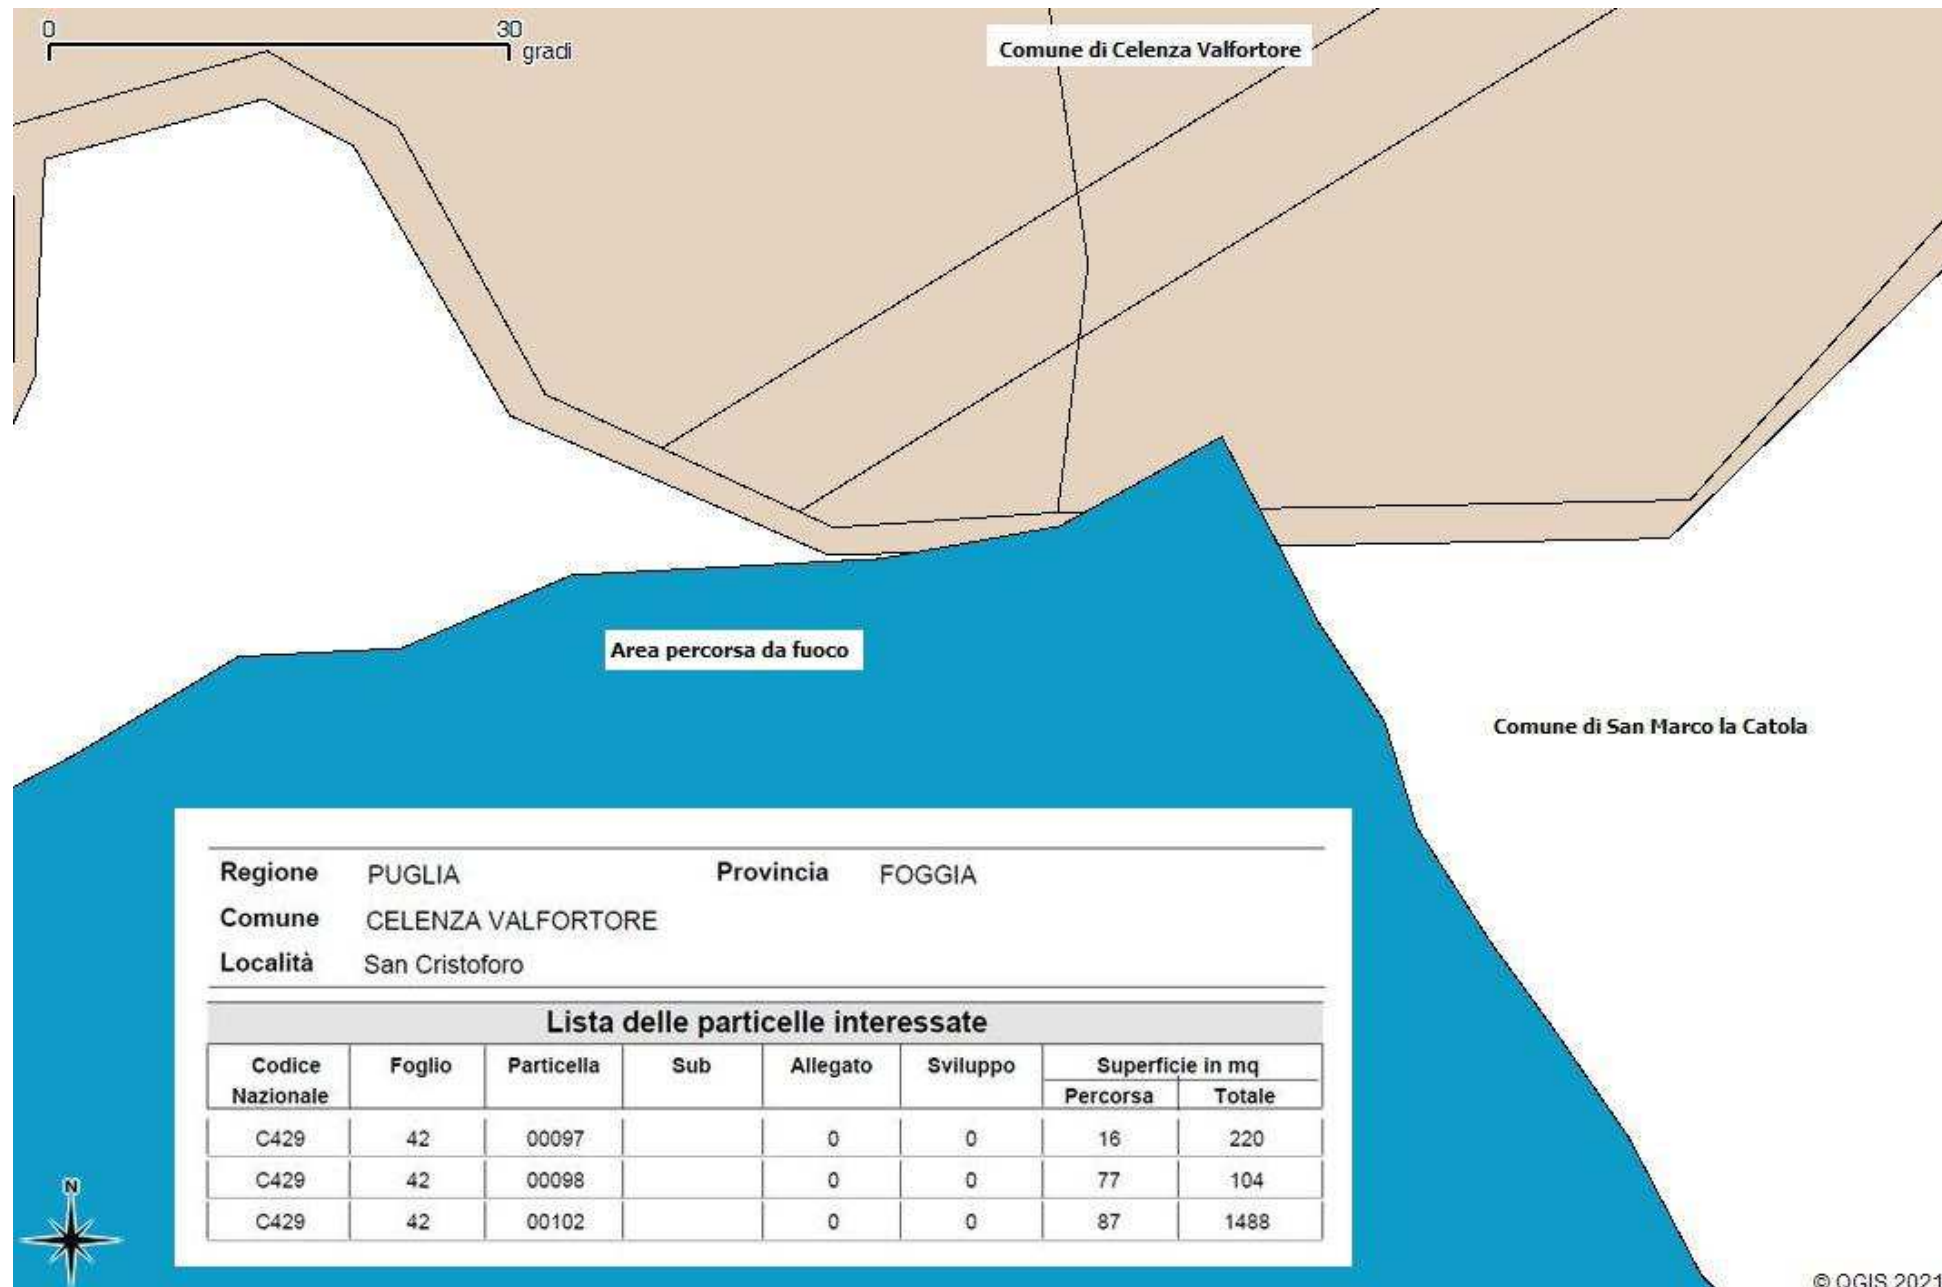 0 30
gradi
Comune di Celenza Valfortore
Area percorsa da fuoco
Comune di San Marco la Catola
Regione PUGLIA Provincia FOGGIA
Comune CELENZA VALFORTORE
Località San Cristoforo
Lista delle particelle interessate
Codice Nazionale Foglio Particella Sub Allegato Sviluppo Superficie in mq
Percorsa Totale
C429 42 00097 0 0 16 220
C429 42 00098 0 0 77 104
C429 42 00102 0 0 87 1488
N
© QGIS 2021